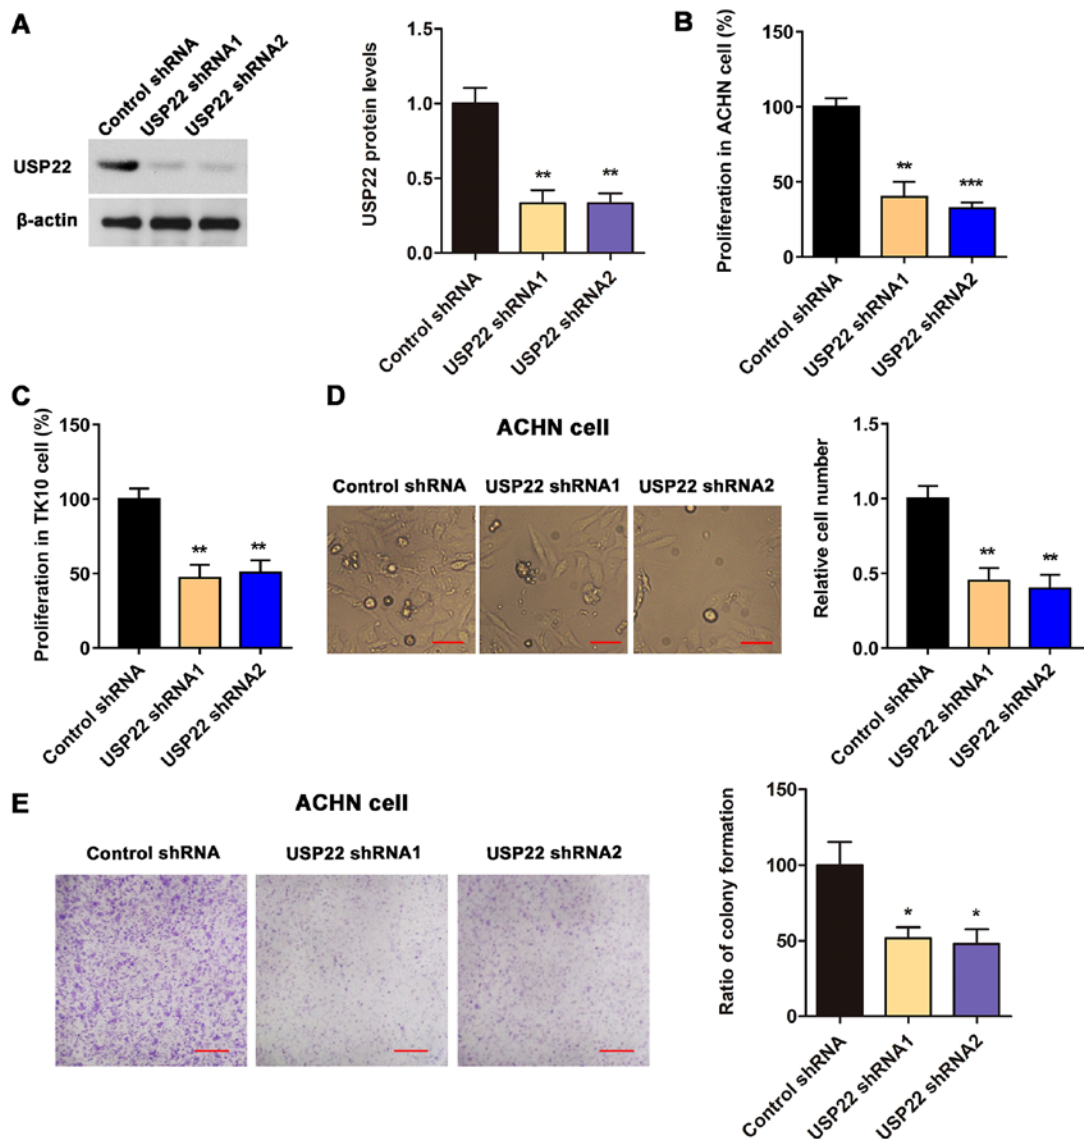 A
Control shRNA
USP22 shRNA1
USP22 shRNA2
USP22
β-actin
USP22 protein levels
1.5
1.0
0.5
0.0
**
**
Control shRNA
USP22 shRNA1
USP22 shRNA2
B
Proliferation in ACHN cell (%)
150
100
50
0
**
***
Control shRNA
USP22 shRNA1
USP22 shRNA2
C
Proliferation in TK10 cell (%)
150
100
50
0
**
**
Control shRNA
USP22 shRNA1
USP22 shRNA2
D
ACHN cell
Control shRNA
USP22 shRNA1
USP22 shRNA2
Relative cell number
1.5
1.0
0.5
0.0
**
**
Control shRNA
USP22 shRNA1
USP22 shRNA2
E
ACHN cell
Control shRNA
USP22 shRNA1
USP22 shRNA2
Ratio of colony formation
150
100
50
0
*
*
Control shRNA
USP22 shRNA1
USP22 shRNA2